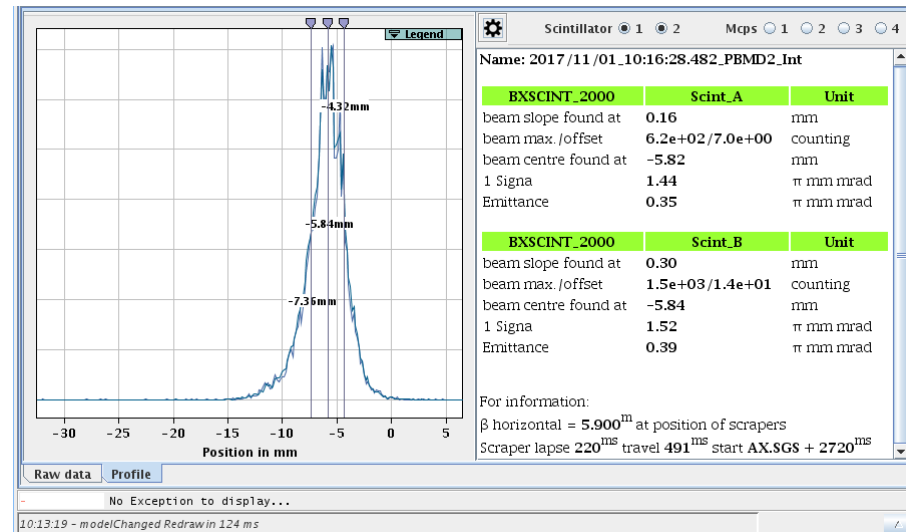 Legend
-4.32mm
-5.84mm
-7.36mm
-30 -25 -20 -15 -10 -5 0 5
Position in mm
Scintillator 1 2 Mcps 1 2 3 4
Name: 2017/11/01_10:16:28.482_PBMD2_Int
BXSCINT_2000 Scint_A Unit
beam slope found at 0.16 mm
beam max./offset 6.2e+02/7.0e+00 counting
beam centre found at -5.82 mm
1 Signa 1.44 π mm mrad
Emittance 0.35 π mm mrad
BXSCINT_2000 Scint_B Unit
beam slope found at 0.30 mm
beam max./offset 1.5e+03/1.4e+01 counting
beam centre found at -5.84 mm
1 Signa 1.52 π mm mrad
Emittance 0.39 π mm mrad
For information:
β horizontal = 5.900m at position of scrapers
Scraper lapse 220ms travel 491ms start AX.SGS + 2720ms
Raw data Profile
- No Exception to display...
10:13:19 - modelChanged Redraw in 124 ms